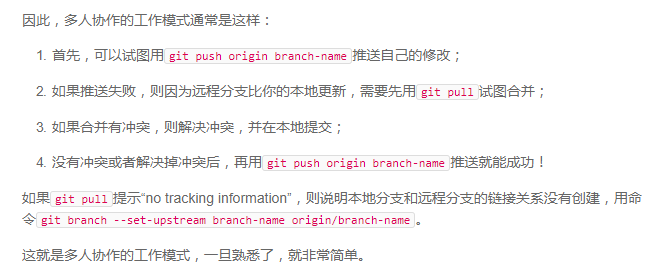 因此，多人协作的工作模式通常是这样：
1. 首先，可以试图用git push origin branch-name推送自己的修改；
2. 如果推送失败，则因为远程分支比你的本地更新，需要先用git pull试图合并；
3. 如果合并有冲突，则解决冲突，并在本地提交；
4. 没有冲突或者解决掉冲突后，再用git push origin branch-name推送就能成功！
如果git pull提示“no tracking information”，则说明本地分支和远程分支的链接关系没有创建，用命
令git branch --set-upstream branch-name origin/branch-name。
这就是多人协作的工作模式，一旦熟悉了，就非常简单。